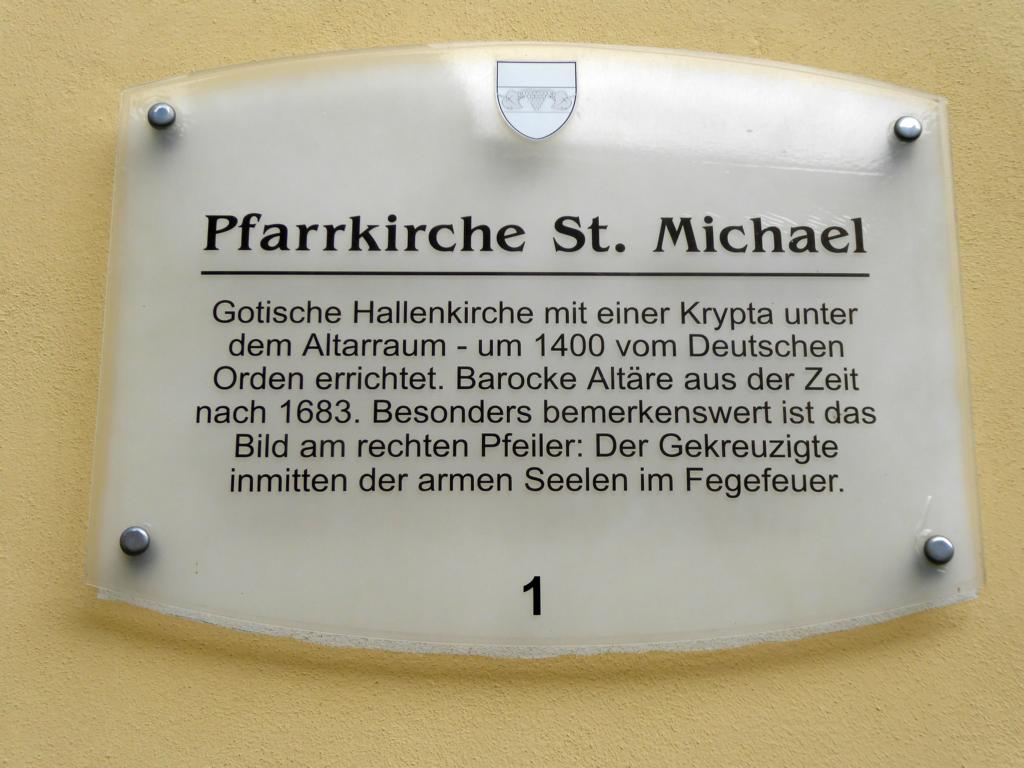 Pfarrkirche St. Michael
Gotische Hallenkirche mit einer Krypta unter
dem Altarraum - um 1400 vom Deutschen
Orden errichtet. Barocke Altäre aus der Zeit
nach 1683. Besonders bemerkenswert ist das
Bild am rechten Pfeiler: Der Gekreuzigte
inmitten der armen Seelen im Fegefeuer.
1